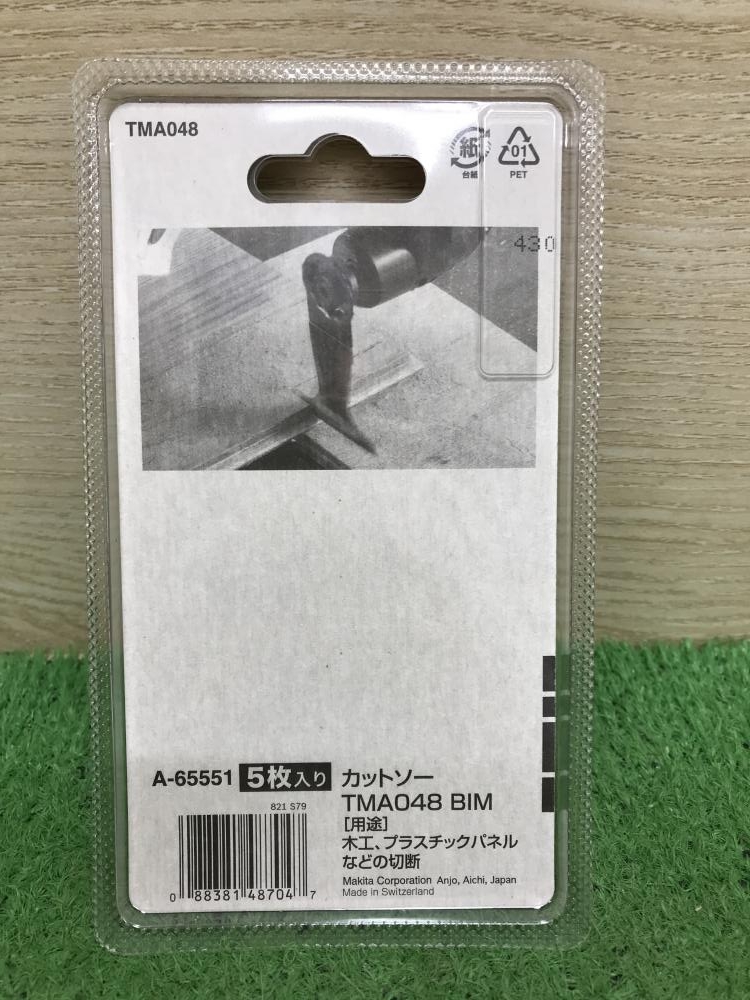 TMA048
紙
台紙
01
PET
430
A-65551 5枚入り
821 S79
0 88381 48704 7
カットソー
TMA048 BIM
[用途]
木工、プラスチックパネル
などの切断
Makita Corporation Anjo, Aichi, Japan
Made in Switzerland